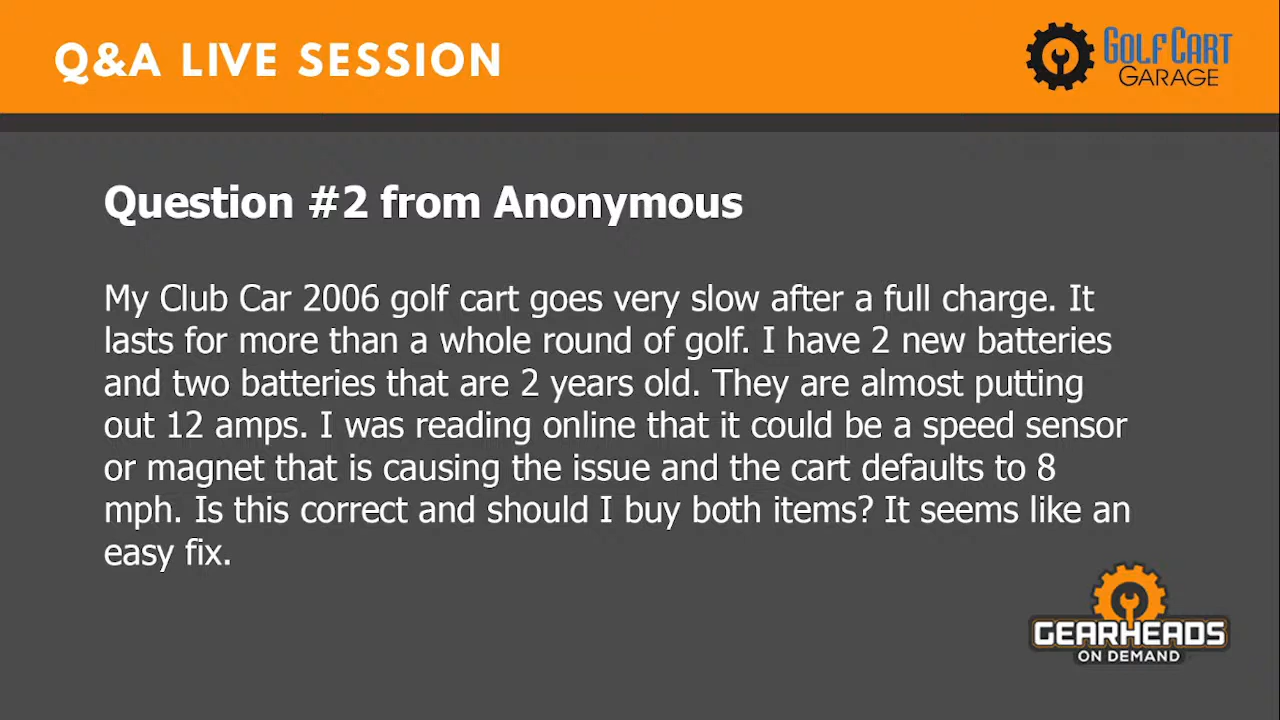 Q&A LIVE SESSION
GOLF CART
GARAGE
Question #2 from Anonymous
My Club Car 2006 golf cart goes very slow after a full charge. It
lasts for more than a whole round of golf. I have 2 new batteries
and two batteries that are 2 years old. They are almost putting
out 12 amps. I was reading online that it could be a speed sensor
or magnet that is causing the issue and the cart defaults to 8
mph. Is this correct and should I buy both items? It seems like an
easy fix.
GEARHEADS
ON DEMAND